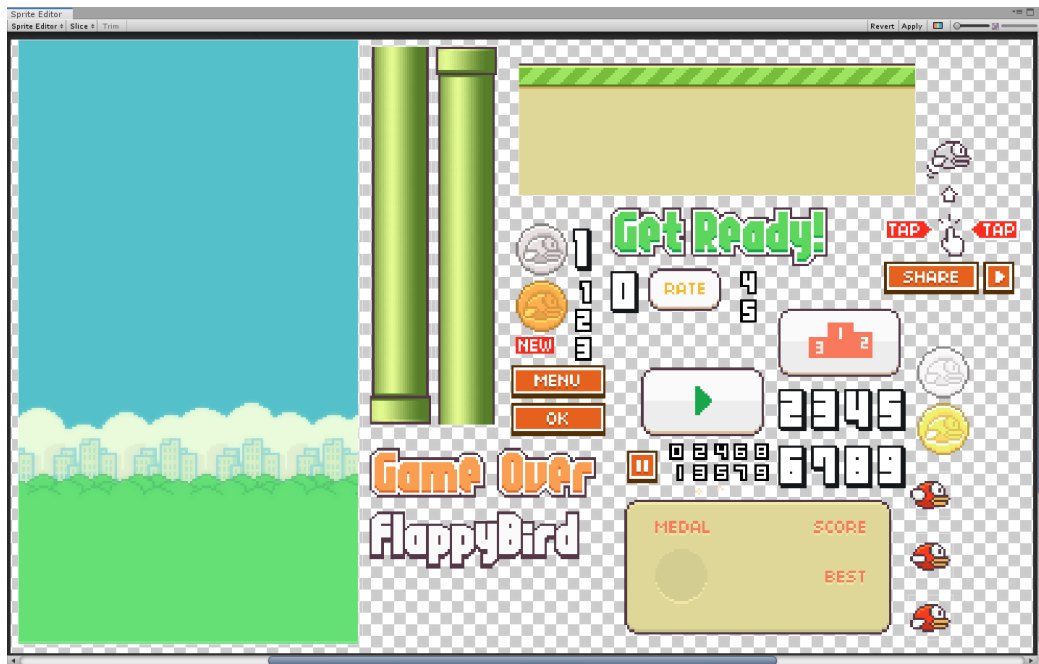 Sprite Editor
Sprite Editor Slice Trim
Revert Apply
Get Ready!
TAP TAP
1
SHARE
0 RATE 4
1
5
2
NEW 3
1
3 2
MENU
2345
OK
0 2 4 6 8
Game Over
1 3 5 7 9
6789
FlappyBird
MEDAL SCORE
BEST